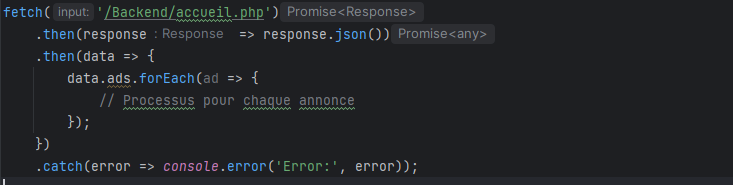 fetch( input: '/Backend/accueil.php') Promise<Response>
    .then(response : Response  => response.json()) Promise<any>
    .then(data => {
        data.ads.forEach(ad => {
            // Processus pour chaque annonce
        });
    })
    .catch(error => console.error('Error:', error));